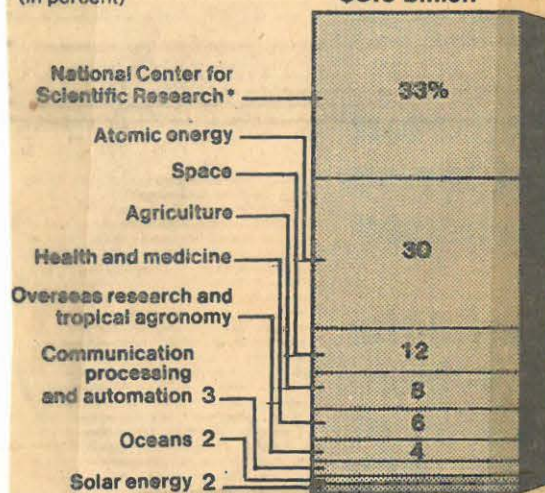 (in percent)
Billion
National Center for
Scientific Research*
33%
Atomic energy
Space
Agriculture
Health and medicine
30
Overseas research and
tropical agronomy
12
Communication
processing
and automation 3
8
6
Oceans 2
4
Solar energy 2